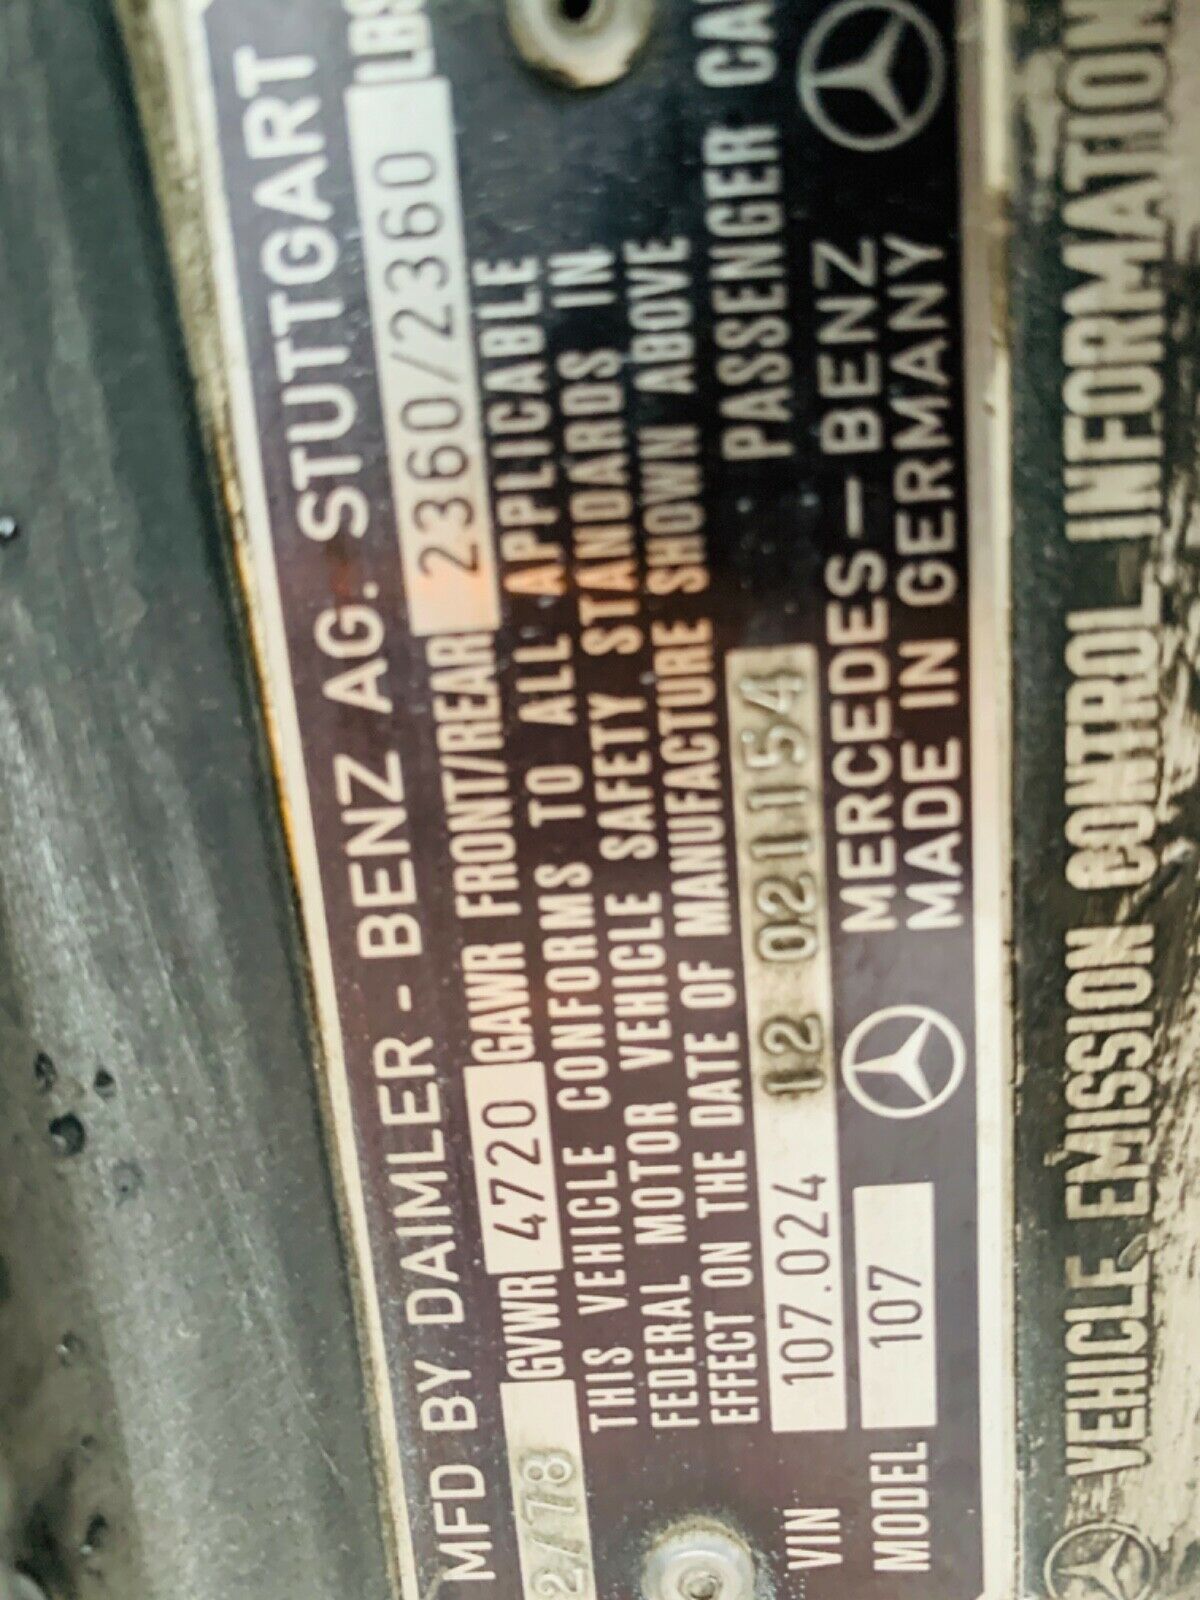 MFD BY DAIMLER - BENZ AG. STUTTGART
2/78 GVWR 4720 GAWR FRONT/REAR 2360/2360 LBS
THIS VEHICLE CONFORMS TO ALL APPLICABLE
FEDERAL MOTOR VEHICLE SAFETY STANDARDS IN
EFFECT ON THE DATE OF MANUFACTURE SHOWN ABOVE
VIN 107.024 12 021154 PASSENGER CA
MODEL 107 MERCEDES-BENZ
MADE IN GERMANY
VEHICLE EMISSION CONTROL INFORMATION